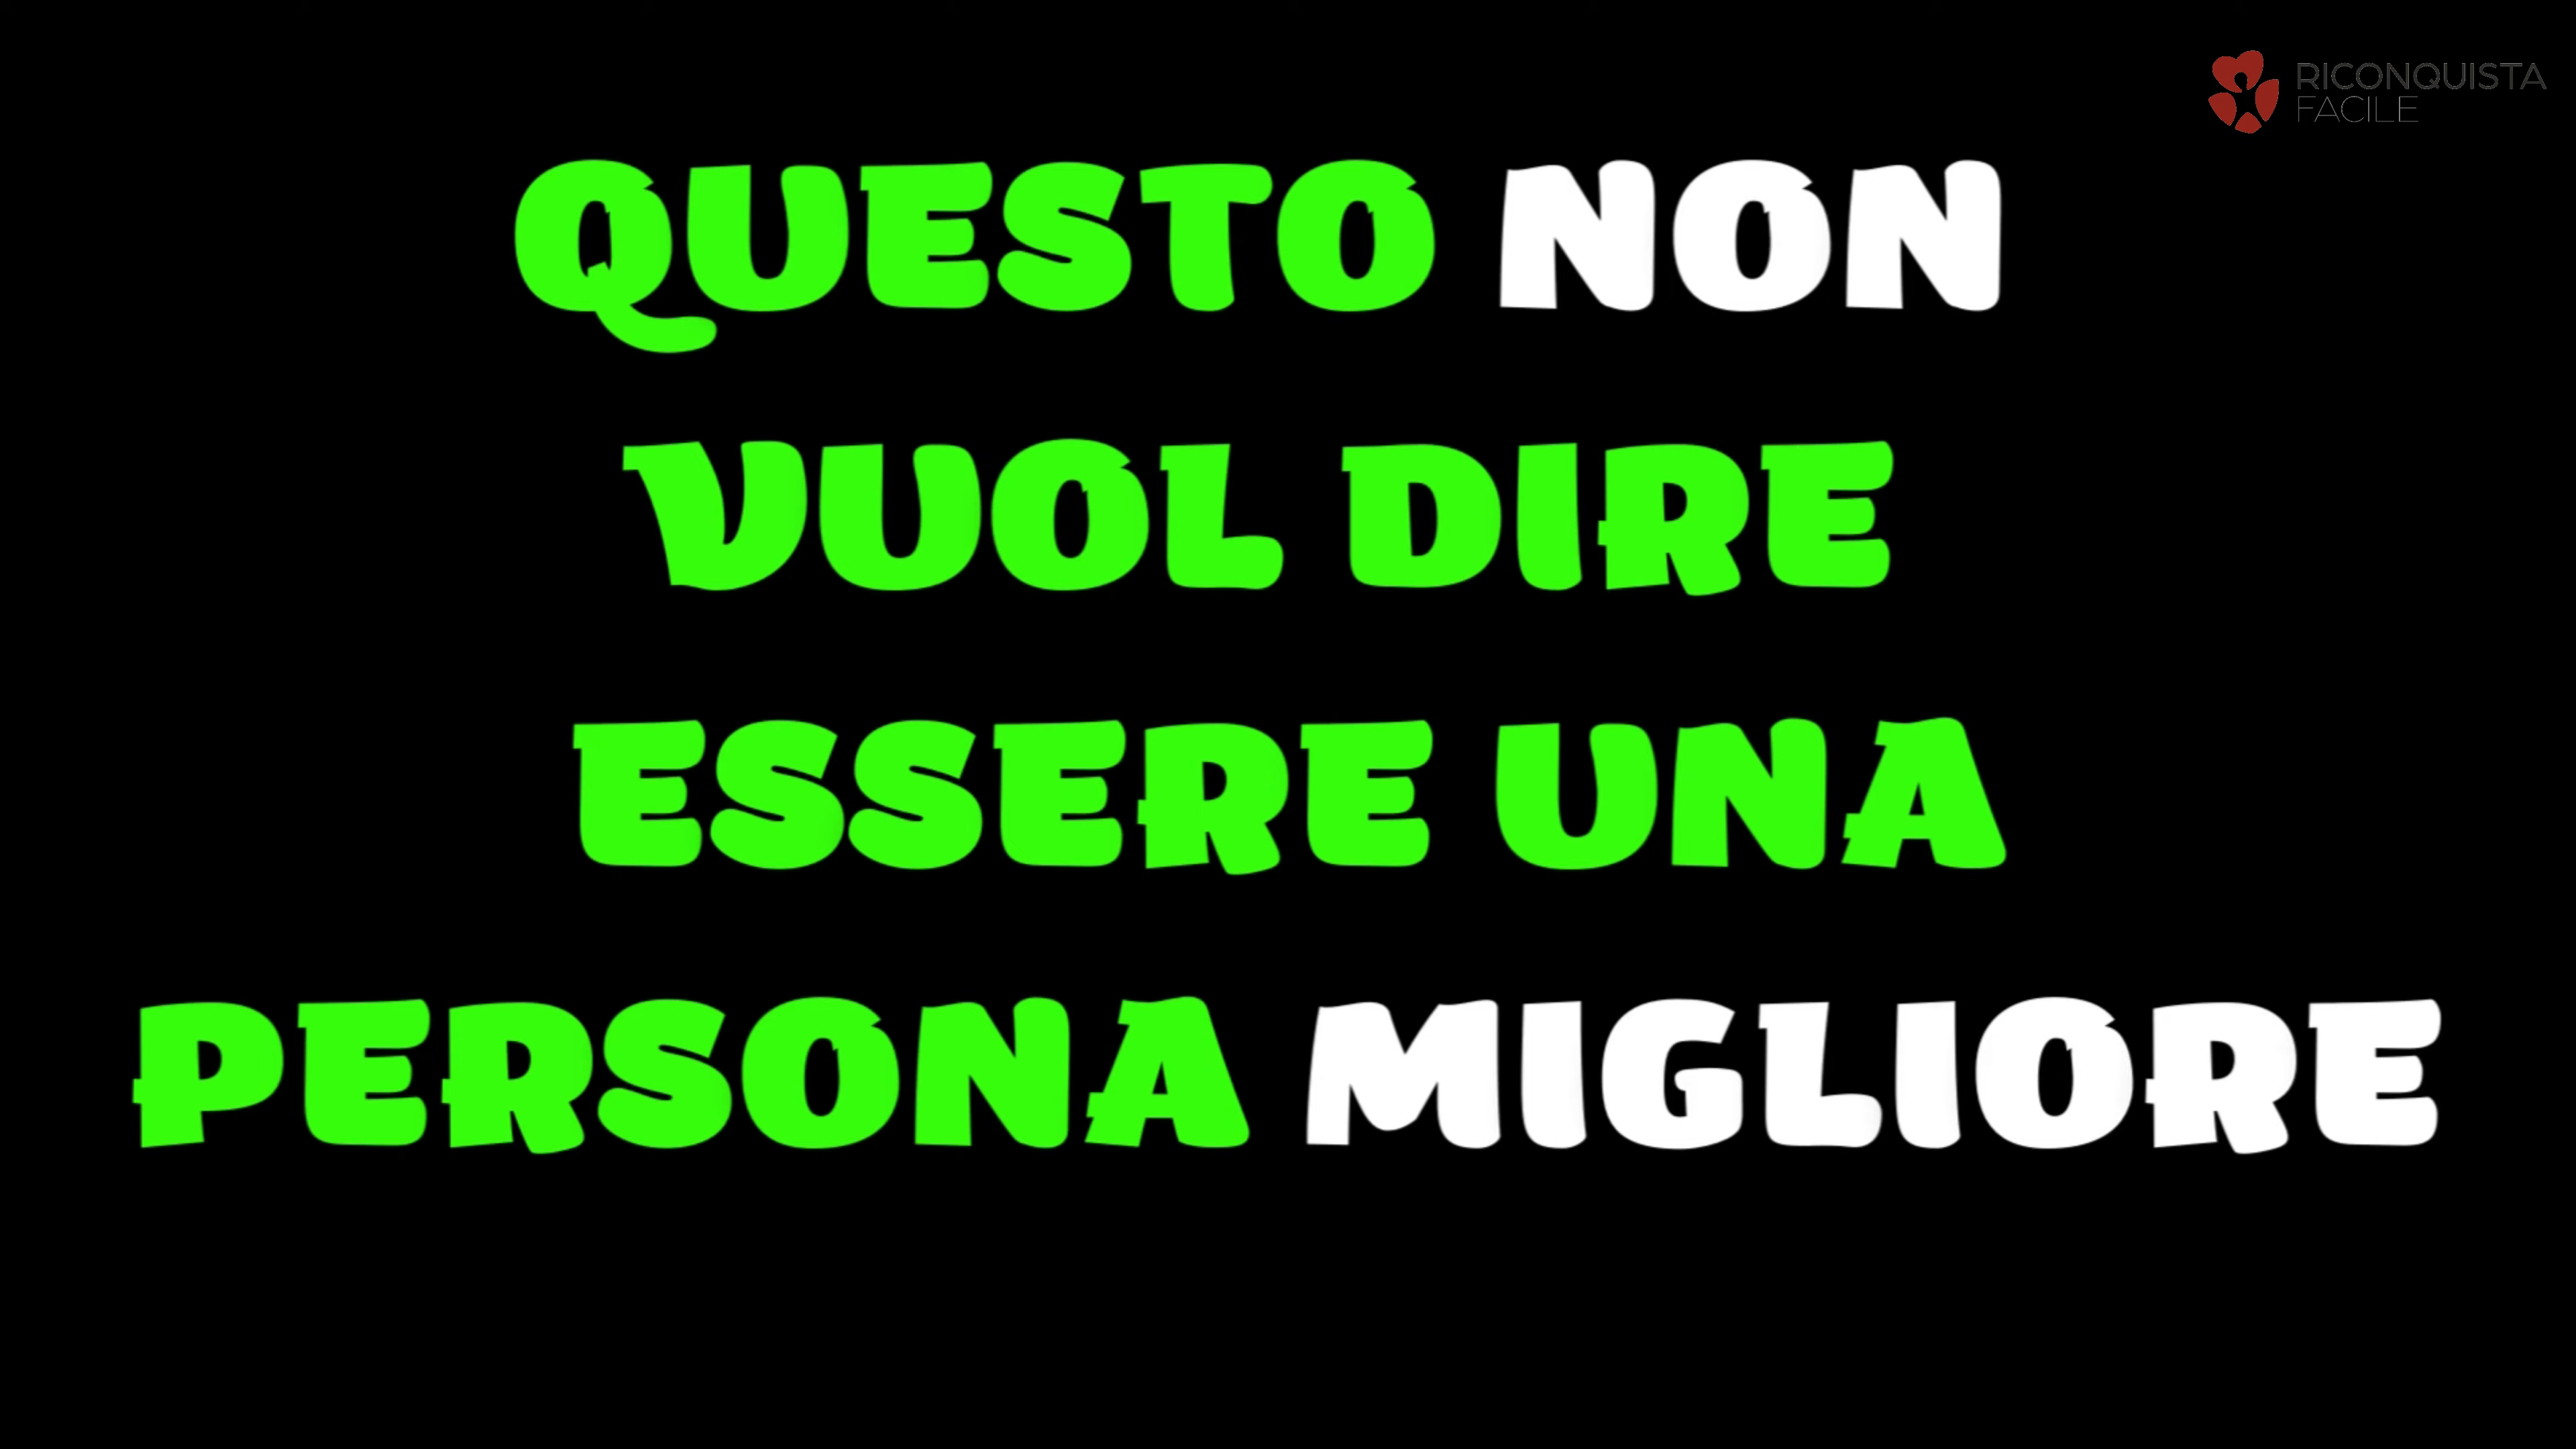 RICONQUISTA
FACILE
QUESTO NON
VUOL DIRE
ESSERE UNA
PERSONA MIGLIORE